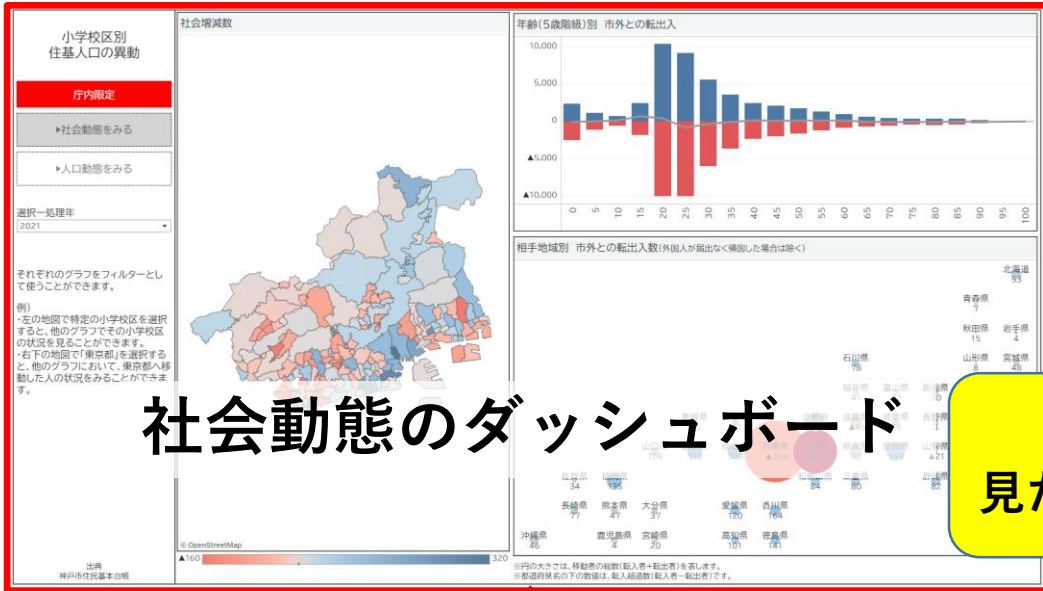 小学校区別
住基人口の異動
庁内限定
▶社会動態をみる
▶人口動態をみる
選択ー処理年
2021
それぞれのグラフをフィルターとし
て使うことができます。
例)
・左の地図で特定の小学校区を選択
すると、他のグラフでその小学校区
の状況を見ることができます。
・右下の地図で「東京都」を選択する
と、他のグラフにおいて、東京都へ移
動した人の状況をみることができま
す。
出典
神戸市住民基本台帳
社会増減数
© OpenStreetMap
▲160 320
年齢(5歳階級)別 市外との転出入
10,000
5,000
0
▲5,000
▲10,000
0 5 10 15 20 25 30 35 40 45 50 55 60 65 70 75 80 85 90 95 100
相手地域別 市外との転出入数(外国人が届出なく帰国した場合は除く)
北海道
53
青森県
7
秋田県 岩手県
15 4
石川県 山形県 宮城県
78 8 48
社会動態のダッシュボード
佐賀県 福岡県 和歌山県 三重県
34 135 84 80 82
長崎県 熊本県 大分県 愛媛県 香川県
77 47 37 120 164
沖縄県 鹿児島県 宮崎県 高知県 徳島県
46 4 20 101 141
※円の大きさは、移動者の総数(転入者+転出者)を表します。
※都道府県名の下の数値は、転入超過数(転入者ー転出者)です。
見た